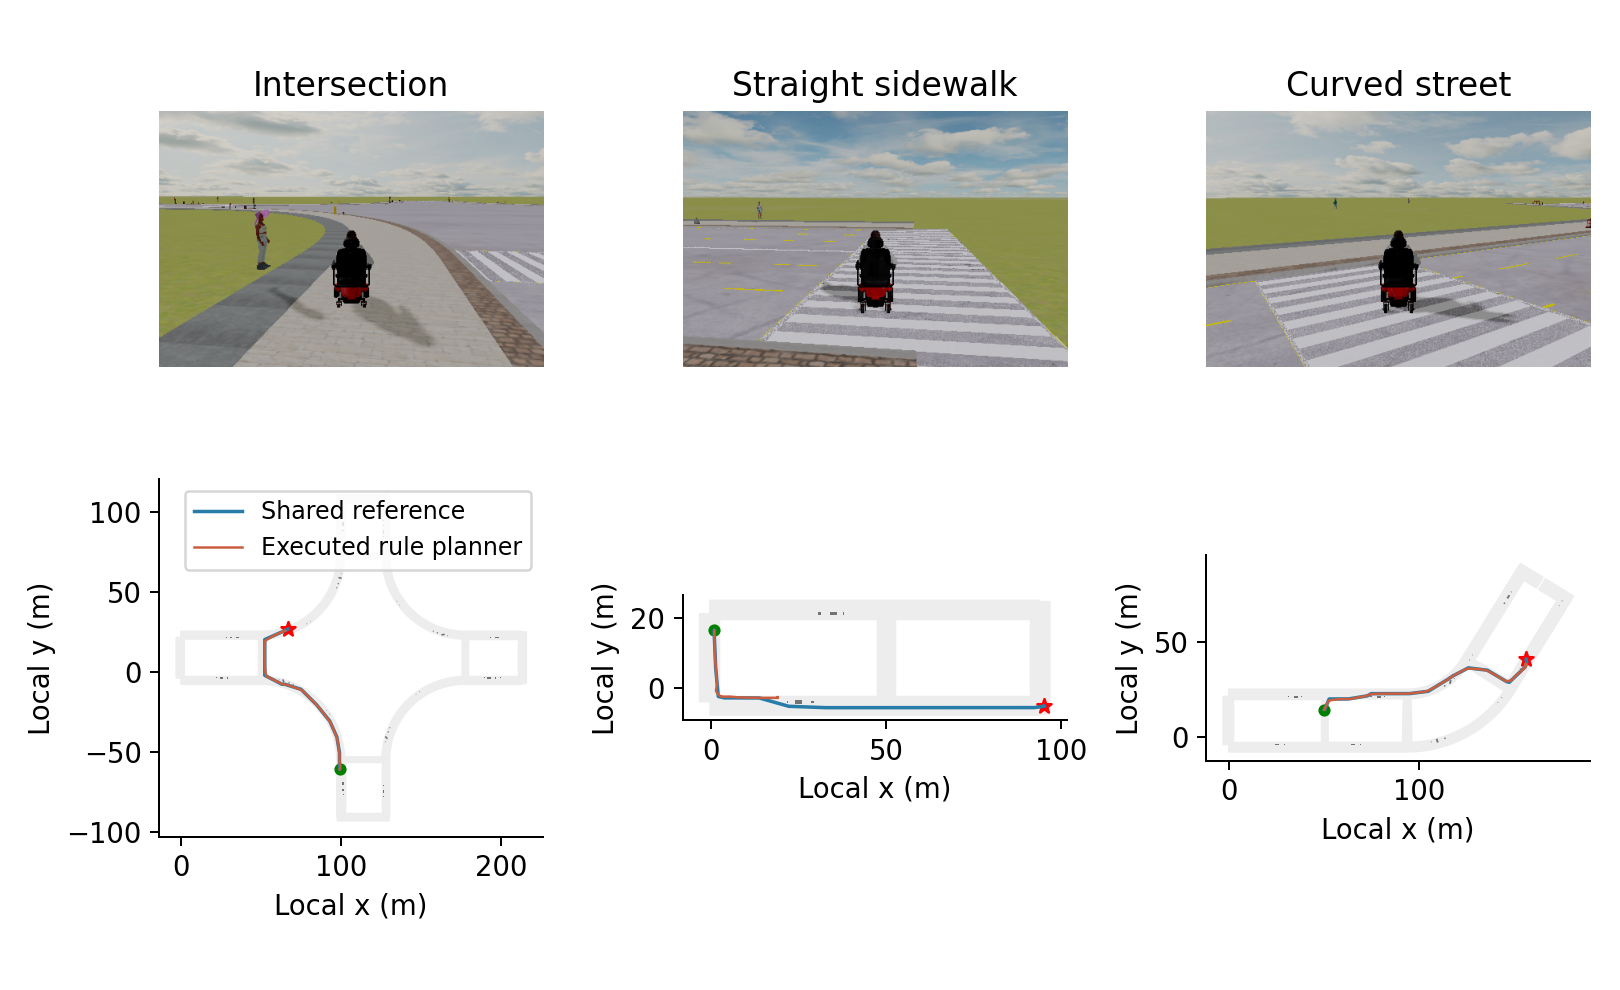 Intersection
Straight sidewalk
Curved street
Shared reference
Executed rule planner
100
50
0
−50
−100
Local y (m)
0
100
200
Local x (m)
20
0
Local y (m)
0
50
100
Local x (m)
50
0
Local y (m)
0
100
Local x (m)